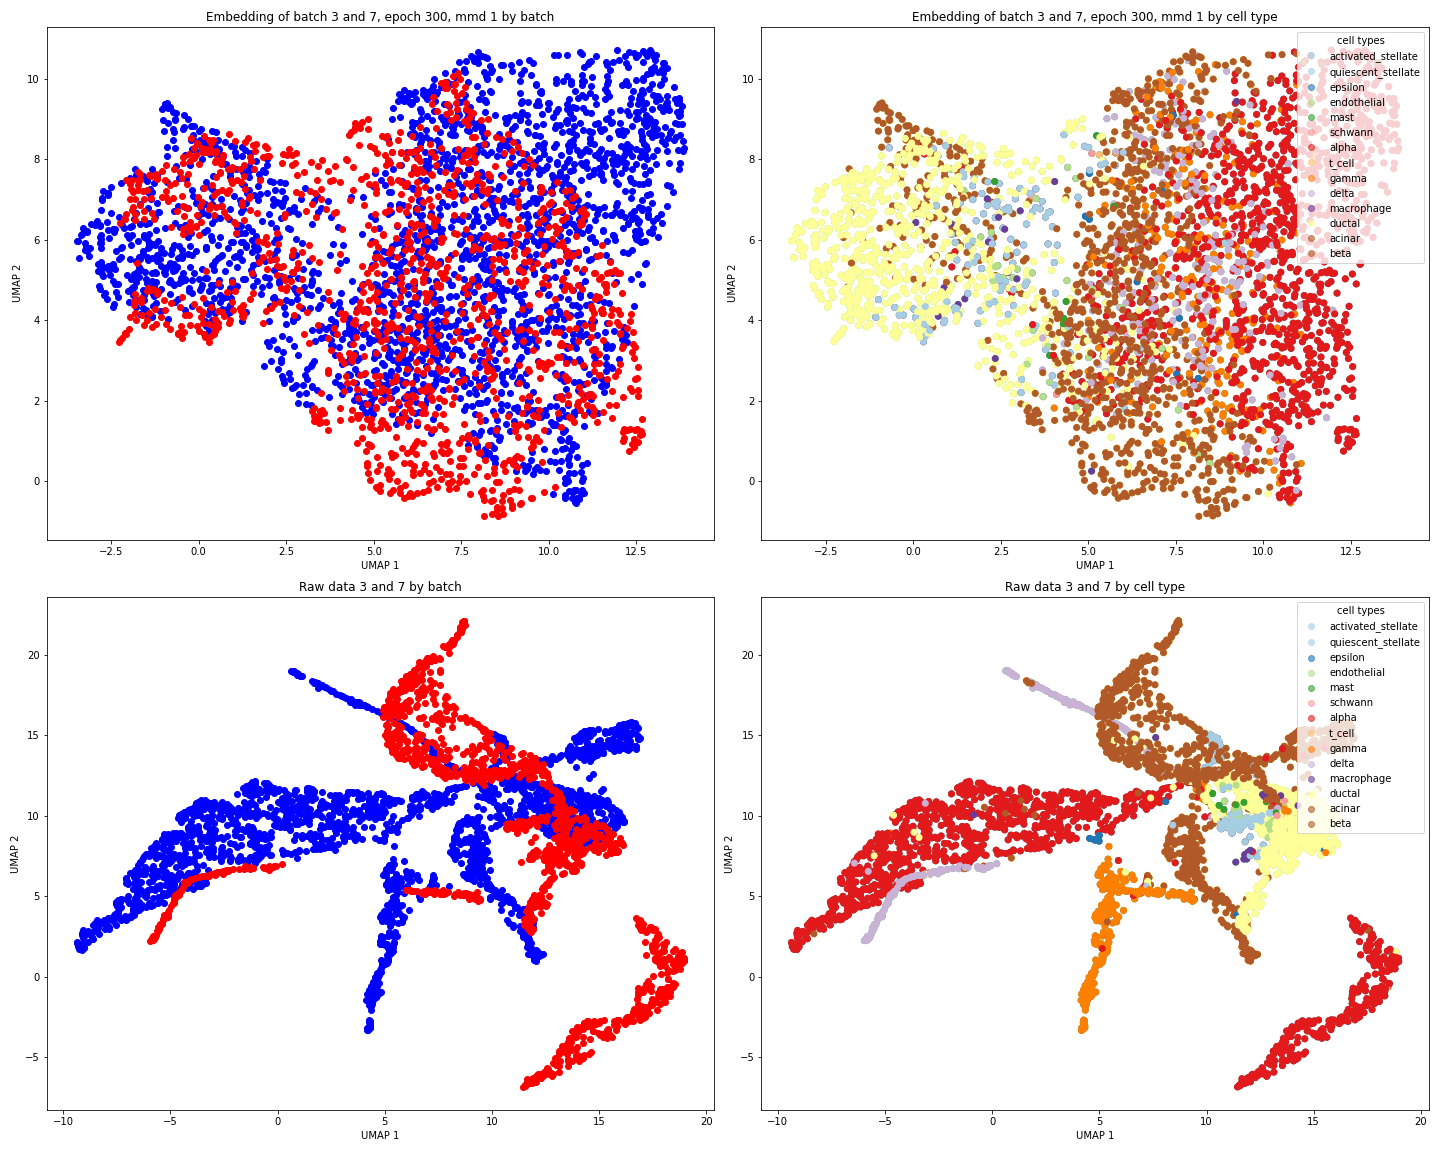 Embedding of batch 3 and 7, epoch 300, mmd 1 by batch
UMAP 2
10
8
6
4
2
0
−2.5 0.0 2.5 5.0 7.5 10.0 12.5
UMAP 1
Embedding of batch 3 and 7, epoch 300, mmd 1 by cell type
UMAP 2
10
8
6
4
2
0
−2.5 0.0 2.5 5.0 7.5 10.0 12.5
UMAP 1
cell types
activated_stellate
quiescent_stellate
epsilon
endothelial
mast
schwann
alpha
t_cell
gamma
delta
macrophage
ductal
acinar
beta
Raw data 3 and 7 by batch
UMAP 2
20
15
10
5
0
−5
−10 −5 0 5 10 15 20
UMAP 1
Raw data 3 and 7 by cell type
UMAP 2
20
15
10
5
0
−5
−10 −5 0 5 10 15 20
UMAP 1
cell types
activated_stellate
quiescent_stellate
epsilon
endothelial
mast
schwann
alpha
t_cell
gamma
delta
macrophage
ductal
acinar
beta